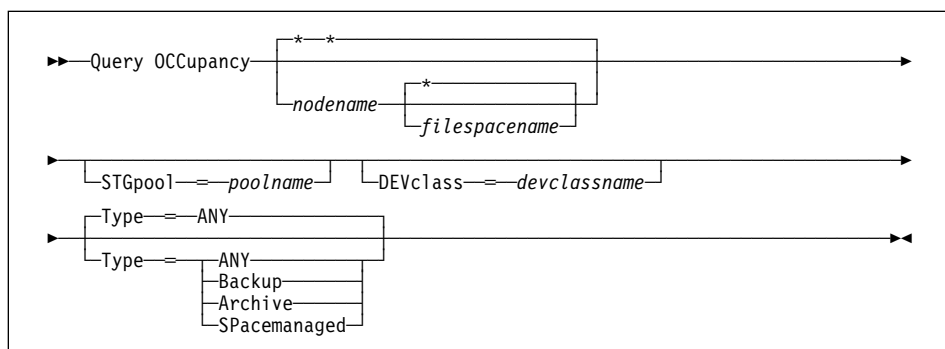 * *
Query OCCupancy
*
nodename
filespacename
STGpool = poolname DEVclass = devclassname
Type = ANY
Type = ANY
Backup
Archive
SPacemanaged